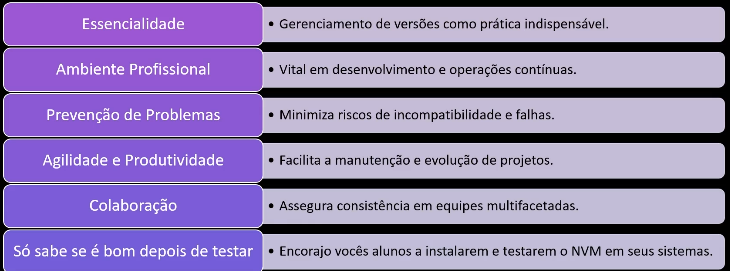 Essencialidade
• Gerenciamento de versões como prática indispensável.
Ambiente Profissional
• Vital em desenvolvimento e operações contínuas.
Prevenção de Problemas
• Minimiza riscos de incompatibilidade e falhas.
Agilidade e Produtividade
• Facilita a manutenção e evolução de projetos.
Colaboração
• Assegura consistência em equipes multifacetadas.
Só sabe se é bom depois de testar
• Encorajo vocês alunos a instalarem e testarem o NVM em seus sistemas.